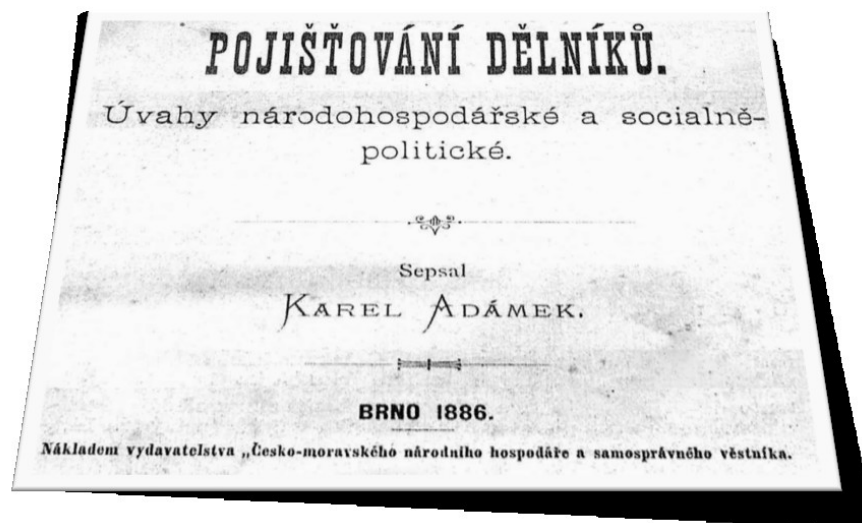 POJIŠŤOVÁNÍ DĚLNÍKŮ.
Úvahy národohospodářské a socialně-
politické.
Sepsal
KAREL ADÁMEK.
BRNO 1886.
Nákladem vydavatelstva „Česko-moravského národního hospodáře a samosprávného věstníka.